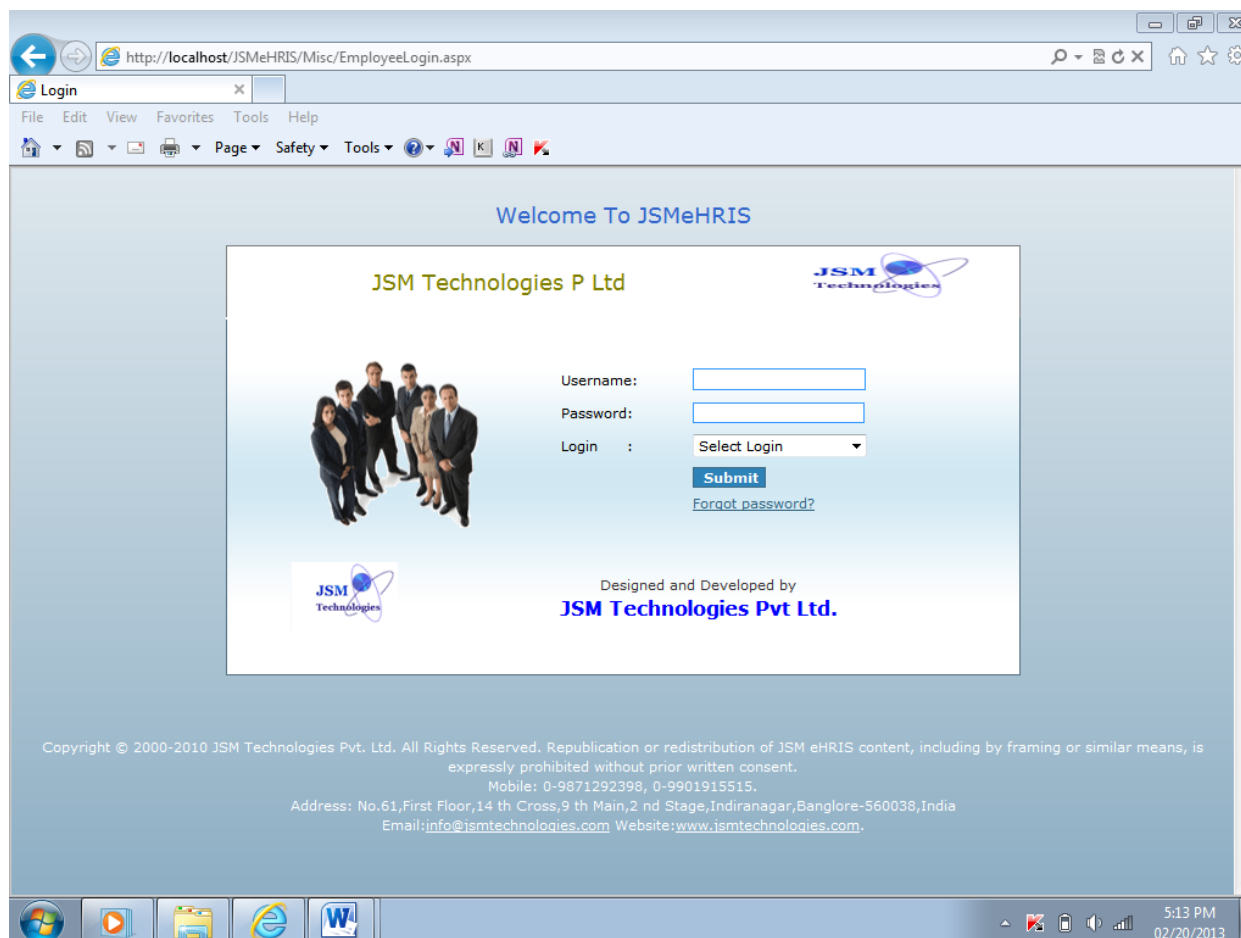 http://localhost/JSMeHRIS/Misc/EmployeeLogin.aspx
Login
File Edit View Favorites Tools Help
Page Safety Tools
Welcome To JSMeHRIS
JSM Technologies P Ltd
JSM
Technologies
Username:
Password:
Login :
Select Login
Submit
Forgot password?
JSM
Technologies
Designed and Developed by
JSM Technologies Pvt Ltd.
Copyright © 2000-2010 JSM Technologies Pvt. Ltd. All Rights Reserved. Republication or redistribution of JSM eHRIS content, including by framing or similar means, is
expressly prohibited without prior written consent.
Mobile: 0-9871292398, 0-9901915515.
Address: No.61,First Floor,14 th Cross,9 th Main,2 nd Stage,Indiranagar,Banglore-560038,India
Email:info@jsmtechnologies.com Website:www.jsmtechnologies.com.
5:13 PM
02/20/2013